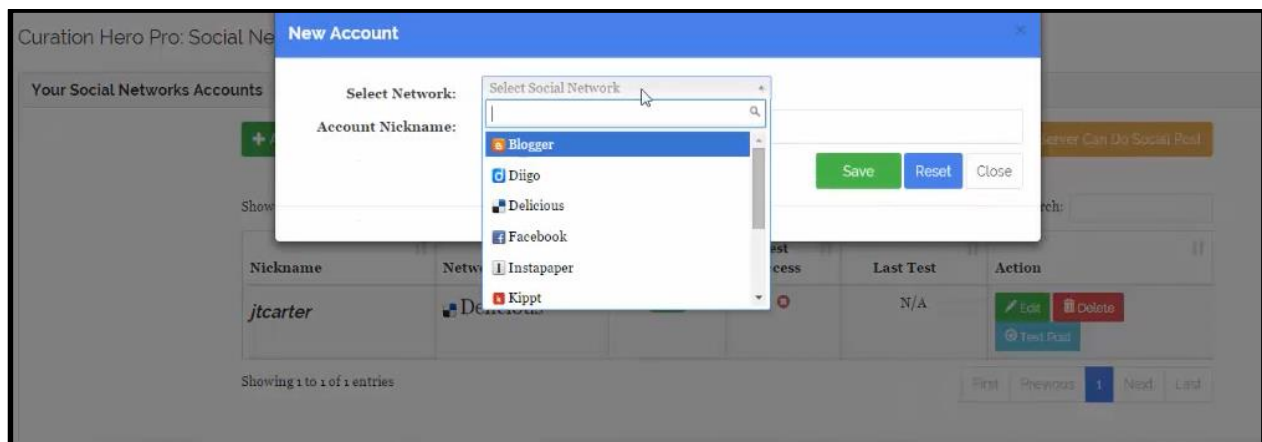 Curation Hero Pro: Social Ne
New Account
Your Social Networks Accounts
Select Network:
Select Social Network
Account Nickname:
Blogger
Diigo
Delicious
Facebook
Instapaper
Kippt
Save
Reset
Close
Server Can Do Social Post
Show
rch:
Nickname
Netw
est
cess
Last Test
Action
jtcarter
Delicious
N/A
Edit
Delete
Test Post
Showing 1 to 1 of 1 entries
First
Previous
1
Next
Last